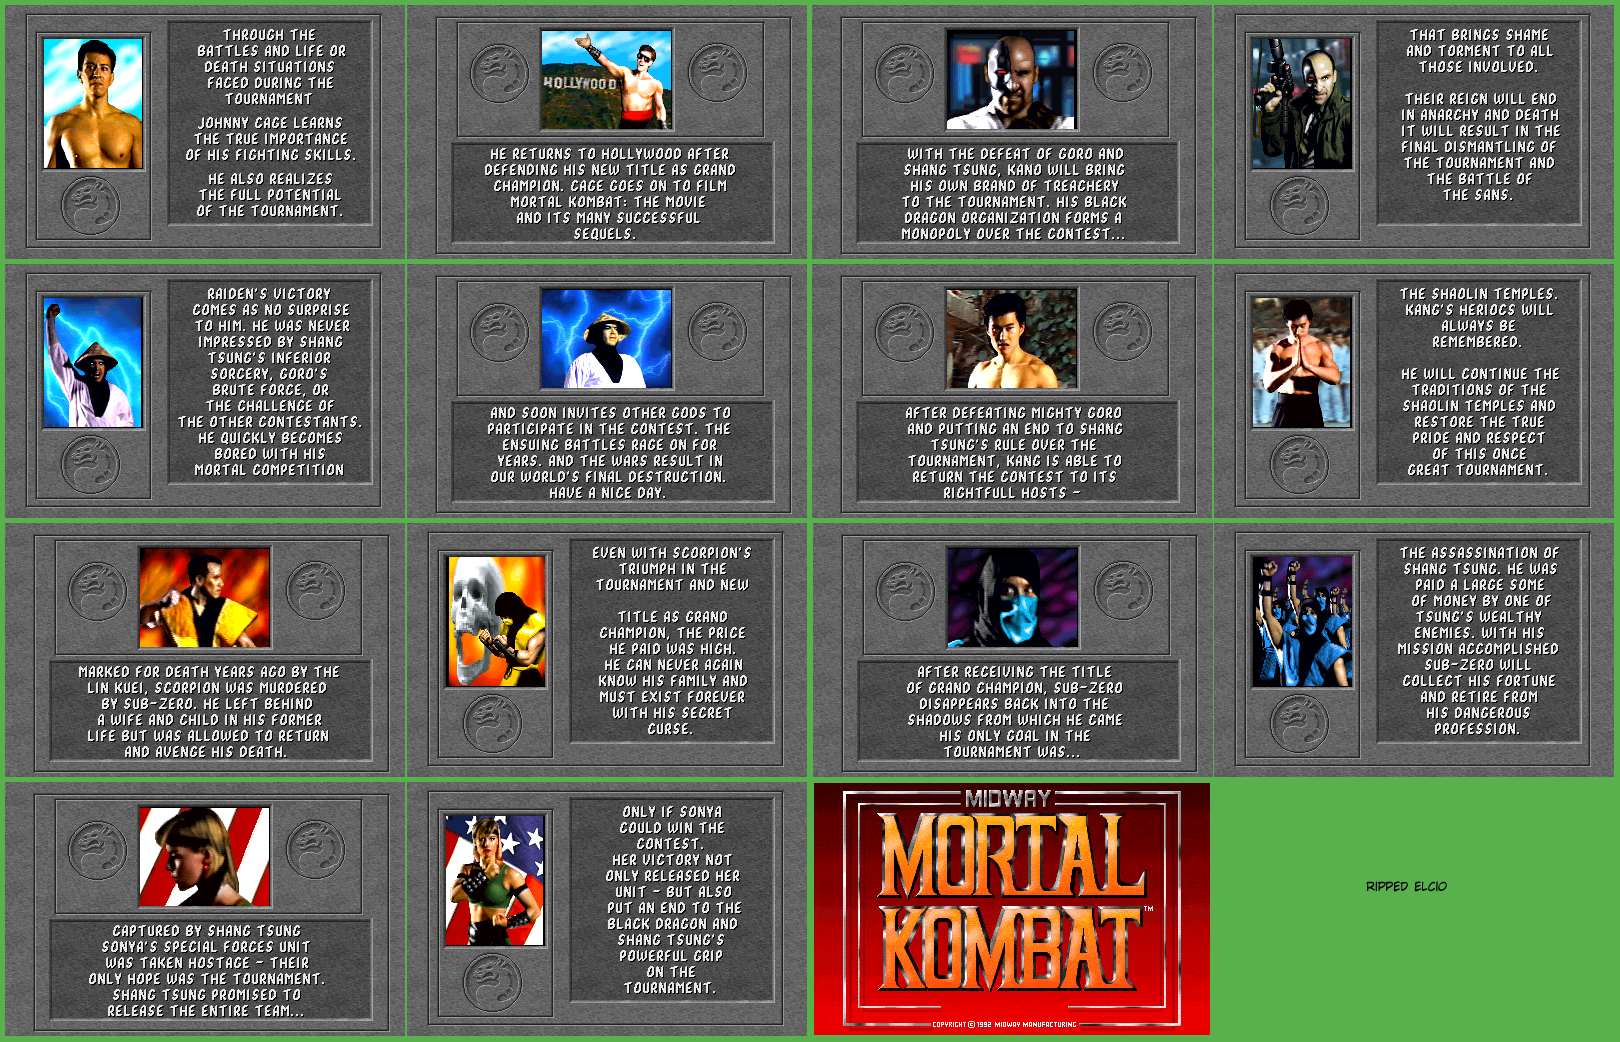 THROUGH THE
BATTLES AND LIFE OR
DEATH SITUATIONS
FACED DURING THE
TOURNAMENT
JOHNNY CAGE LEARNS
THE TRUE IMPORTANCE
OF HIS FIGHTING SKILLS.
HE ALSO REALIZES
THE FULL POTENTIAL
OF THE TOURNAMENT.
HOLLYWOOD
HE RETURNS TO HOLLYWOOD AFTER
DEFENDING HIS NEW TITLE AS GRAND
CHAMPION. CAGE GOES ON TO FILM
MORTAL KOMBAT: THE MOVIE
AND ITS MANY SUCCESSFUL
SEQUELS.
WITH THE DEFEAT OF GORO AND
SHANG TSUNG, KANO WILL BRING
HIS OWN BRAND OF TREACHERY
TO THE TOURNAMENT. HIS BLACK
DRAGON ORGANIZATION FORMS A
MONOPOLY OVER THE CONTEST...
THAT BRINGS SHAME
AND TORMENT TO ALL
THOSE INVOLVED.
THEIR REIGN WILL END
IN ANARCHY AND DEATH
IT WILL RESULT IN THE
FINAL DISMANTLING OF
THE TOURNAMENT AND
THE BATTLE OF
THE SANS.
RAIDEN'S VICTORY
COMES AS NO SURPRISE
TO HIM. HE WAS NEVER
IMPRESSED BY SHANG
TSUNG'S INFERIOR
SORCERY, GORO'S
BRUTE FORCE, OR
THE CHALLENGE OF
THE OTHER CONTESTANTS.
HE QUICKLY BECOMES
BORED WITH HIS
MORTAL COMPETITION
AND SOON INVITES OTHER GODS TO
PARTICIPATE IN THE CONTEST. THE
ENSUING BATTLES RAGE ON FOR
YEARS. AND THE WARS RESULT IN
OUR WORLD'S FINAL DESTRUCTION.
HAVE A NICE DAY.
AFTER DEFEATING MIGHTY GORO
AND PUTTING AN END TO SHANG
TSUNG'S RULE OVER THE
TOURNAMENT, KANG IS ABLE TO
RETURN THE CONTEST TO ITS
RIGHTFULL HOSTS -
THE SHAOLIN TEMPLES.
KANG'S HERIOCS WILL
ALWAYS BE
REMEMBERED.
HE WILL CONTINUE THE
TRADITIONS OF THE
SHAOLIN TEMPLES AND
RESTORE THE TRUE
PRIDE AND RESPECT
OF THIS ONCE
GREAT TOURNAMENT.
MARKED FOR DEATH YEARS AGO BY THE
LIN KUEI, SCORPION WAS MURDERED
BY SUB-ZERO. HE LEFT BEHIND
A WIFE AND CHILD IN HIS FORMER
LIFE BUT WAS ALLOWED TO RETURN
AND AVENGE HIS DEATH.
EVEN WITH SCORPION'S
TRIUMPH IN THE
TOURNAMENT AND NEW
TITLE AS GRAND
CHAMPION, THE PRICE
HE PAID WAS HIGH.
HE CAN NEVER AGAIN
KNOW HIS FAMILY AND
MUST EXIST FOREVER
WITH HIS SECRET
CURSE.
AFTER RECEIVING THE TITLE
OF GRAND CHAMPION, SUB-ZERO
DISAPPEARS BACK INTO THE
SHADOWS FROM WHICH HE CAME
HIS ONLY GOAL IN THE
TOURNAMENT WAS...
THE ASSASSINATION OF
SHANG TSUNG. HE WAS
PAID A LARGE SOME
OF MONEY BY ONE OF
TSUNG'S WEALTHY
ENEMIES. WITH HIS
MISSION ACCOMPLISHED
SUB-ZERO WILL
COLLECT HIS FORTUNE
AND RETIRE FROM
HIS DANGEROUS
PROFESSION.
CAPTURED BY SHANG TSUNG
SONYA'S SPECIAL FORCES UNIT
WAS TAKEN HOSTAGE - THEIR
ONLY HOPE WAS THE TOURNAMENT.
SHANG TSUNG PROMISED TO
RELEASE THE ENTIRE TEAM...
ONLY IF SONYA
COULD WIN THE
CONTEST.
HER VICTORY NOT
ONLY RELEASED HER
UNIT - BUT ALSO
PUT AN END TO THE
BLACK DRAGON AND
SHANG TSUNG'S
POWERFUL GRIP
ON THE
TOURNAMENT.
MIDWAY
MORTAL
KOMBAT™
COPYRIGHT © 1992 MIDWAY MANUFACTURING
RIPPED ELCIO